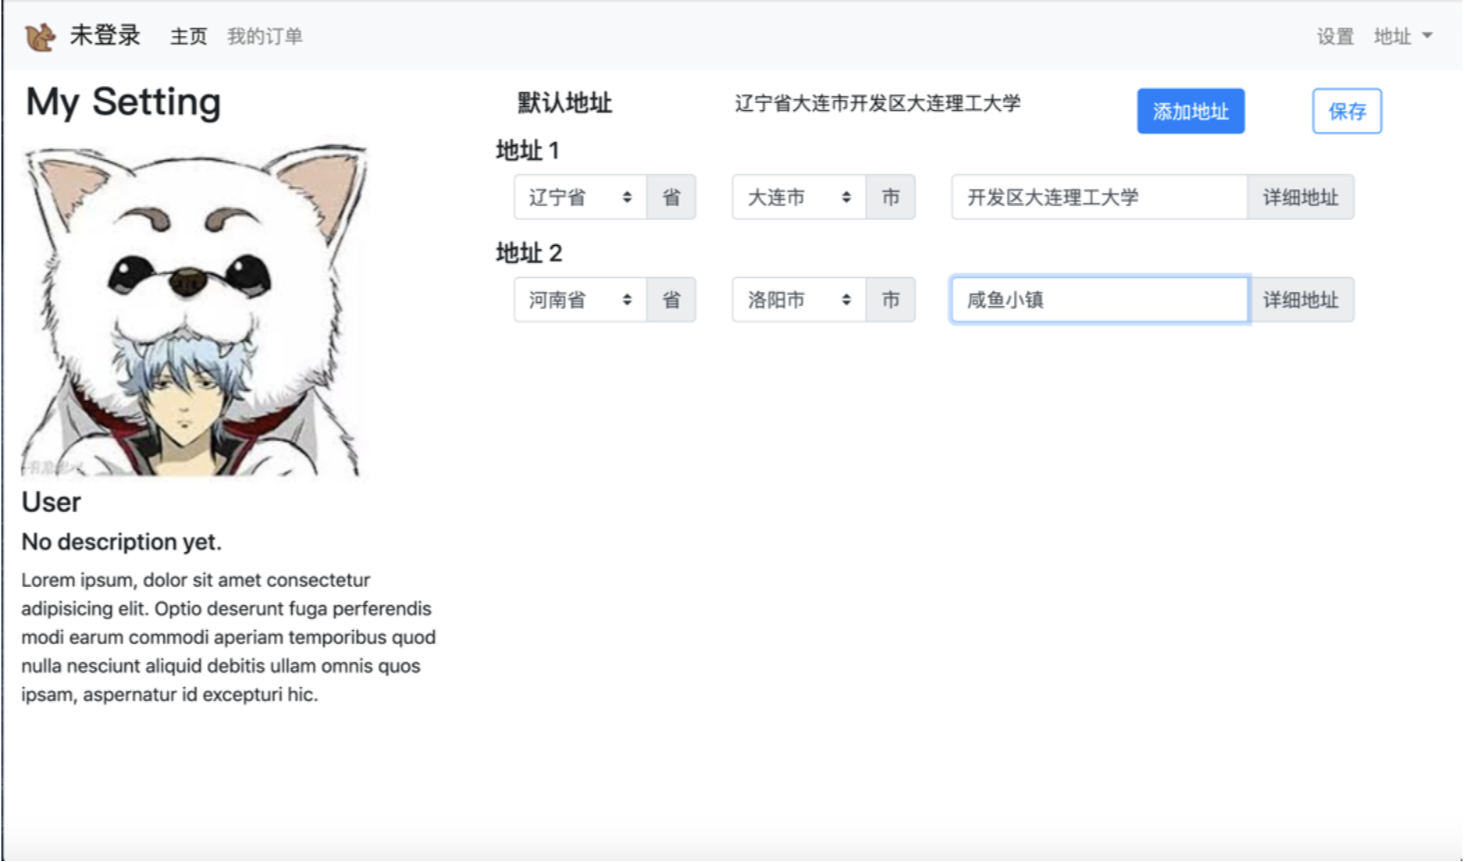 未登录 主页 我的订单 设置 地址
My Setting
默认地址 辽宁省大连市开发区大连理工大学 添加地址 保存
地址 1
辽宁省 省 大连市 市 开发区大连理工大学 详细地址
地址 2
河南省 省 洛阳市 市 咸鱼小镇 详细地址
User
No description yet.
Lorem ipsum, dolor sit amet consectetur
adipisicing elit. Optio deserunt fuga perferendis
modi earum commodi aperiam temporibus quod
nulla nesciunt aliquid debitis ullam omnis quos
ipsam, aspernatur id excepturi hic.